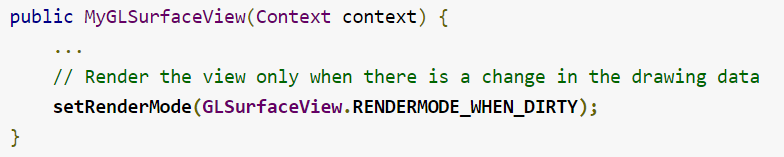 public MyGLSurfaceView(Context context) {
    ...
    // Render the view only when there is a change in the drawing data
    setRenderMode(GLSurfaceView.RENDERMODE_WHEN_DIRTY);
}